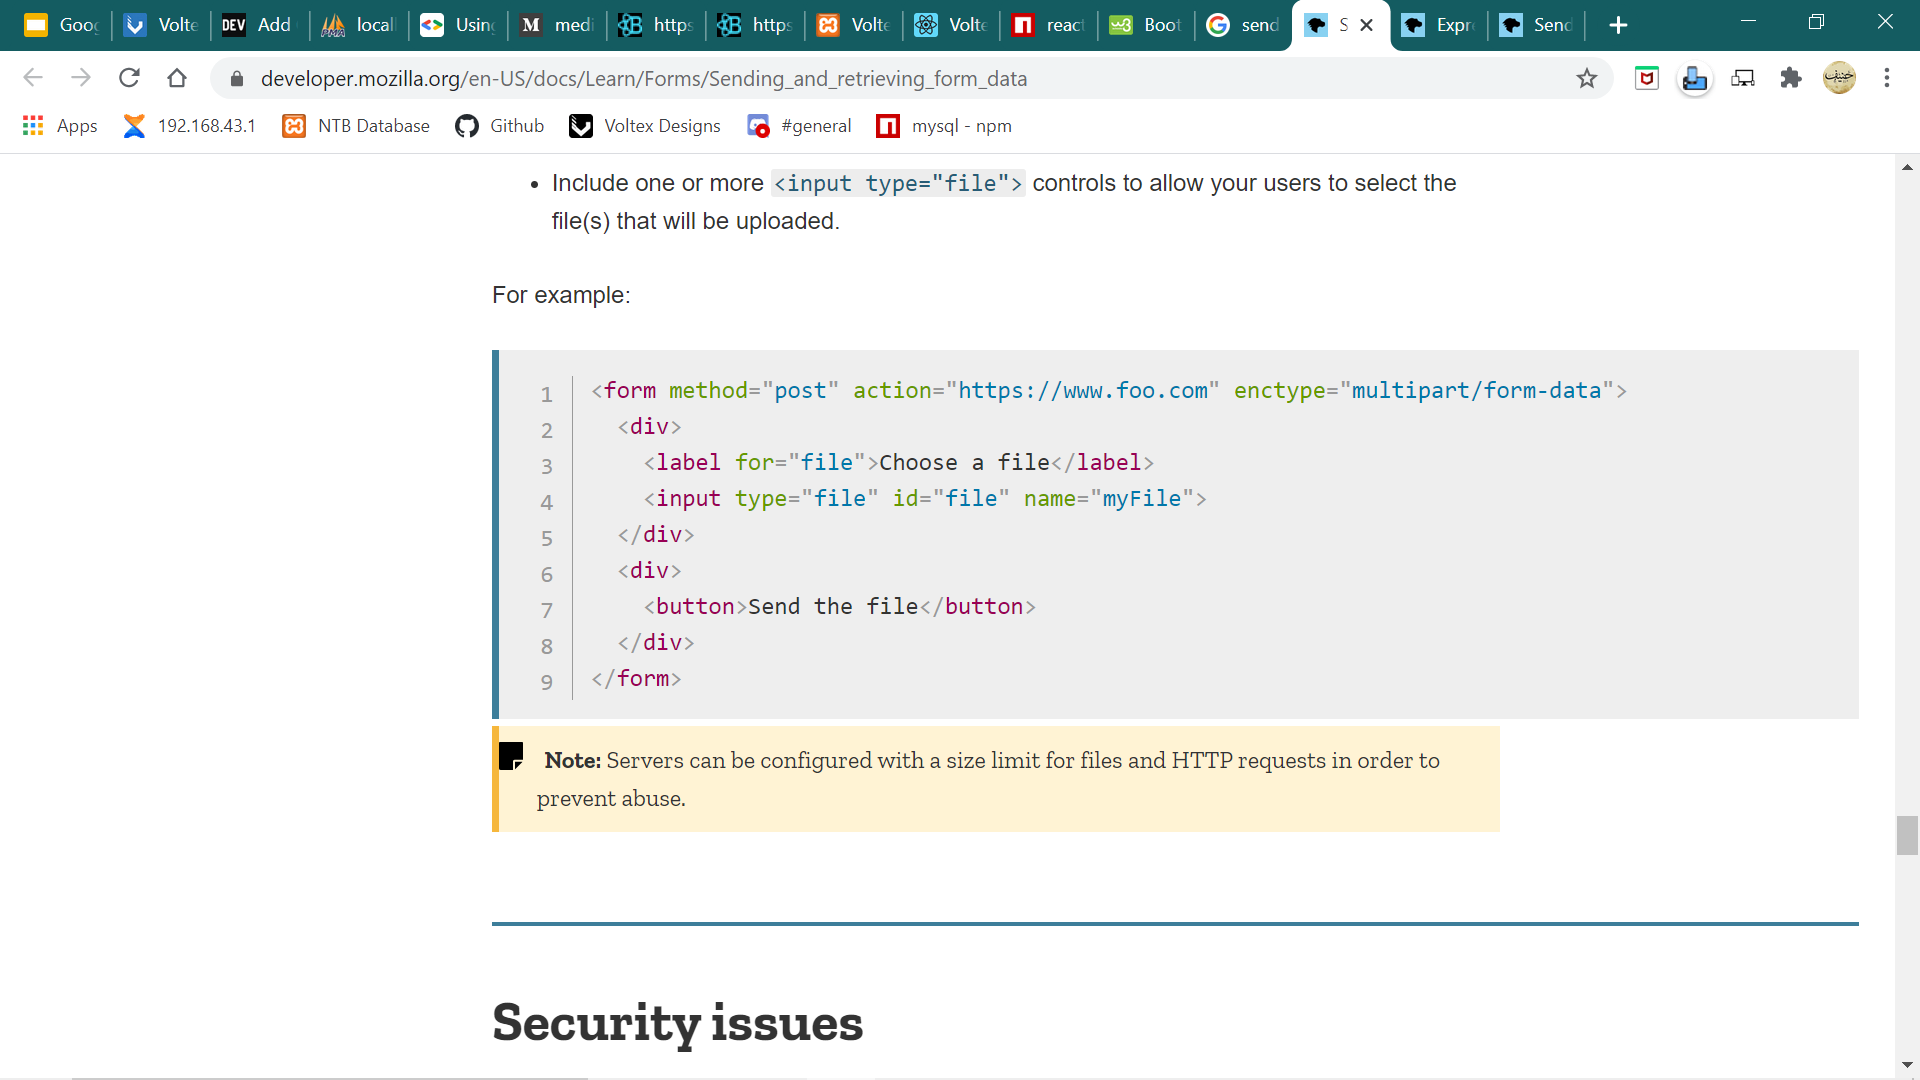 Goog
Volte
DEV Add
PMA locall
Using
M medi
https
https
Volte
Volte
react
w3 Boot
send
S
Expre
Send
developer.mozilla.org/en-US/docs/Learn/Forms/Sending_and_retrieving_form_data
Apps 192.168.43.1 NTB Database Github Voltex Designs #general mysql - npm
• Include one or more <input type="file"> controls to allow your users to select the
file(s) that will be uploaded.
For example:
1 <form method="post" action="https://www.foo.com" enctype="multipart/form-data">
2 <div>
3 <label for="file">Choose a file</label>
4 <input type="file" id="file" name="myFile">
5 </div>
6 <div>
7 <button>Send the file</button>
8 </div>
9 </form>
Note: Servers can be configured with a size limit for files and HTTP requests in order to
prevent abuse.
Security issues